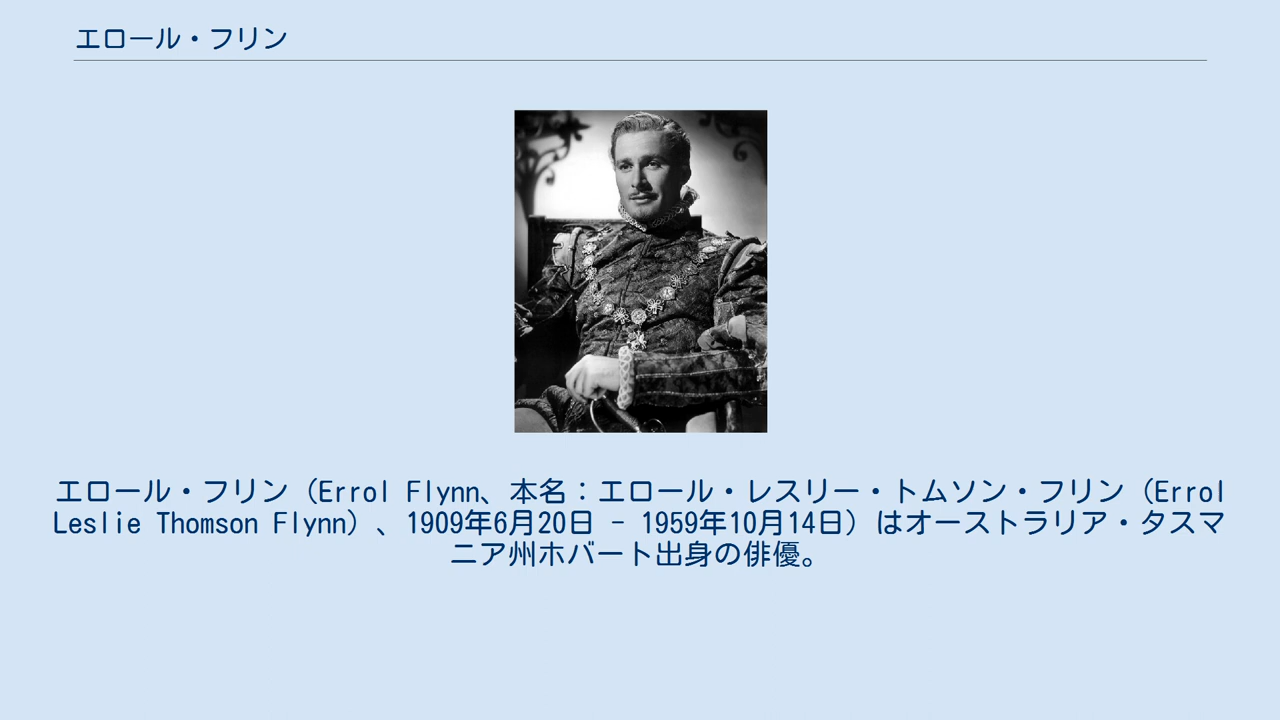 エロール・フリン
エロール・フリン（Errol Flynn、本名：エロール・レスリー・トムソン・フリン（Errol
Leslie Thomson Flynn）、1909年6月20日 - 1959年10月14日）はオーストラリア・タスマ
ニア州ホバート出身の俳優。